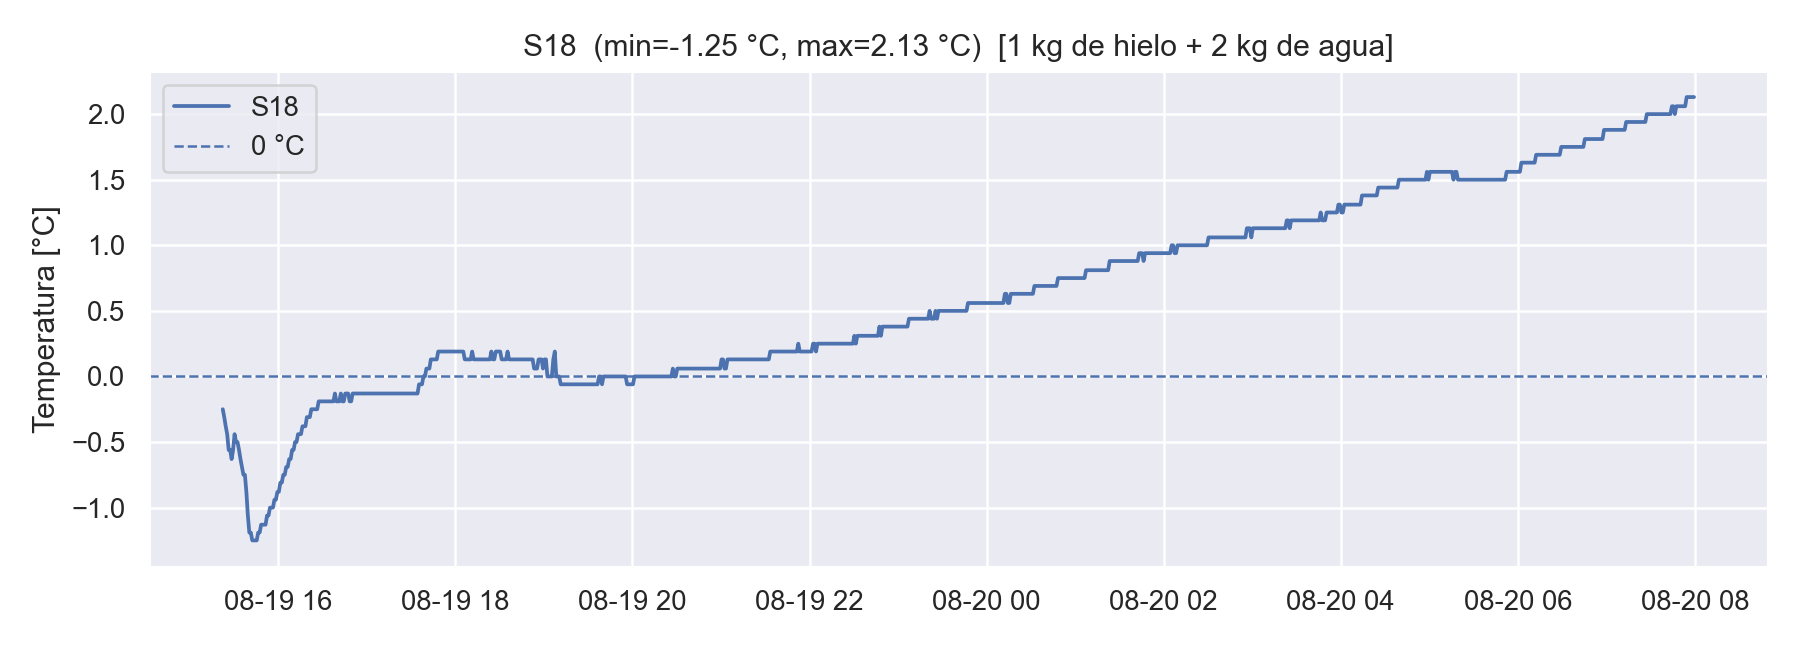 S18 (min=-1.25 °C, max=2.13 °C) [1 kg de hielo + 2 kg de agua]
S18
0 °C
Temperatura [°C]
2.0
1.5
1.0
0.5
0.0
−0.5
−1.0
08-19 16 08-19 18 08-19 20 08-19 22 08-20 00 08-20 02 08-20 04 08-20 06 08-20 08